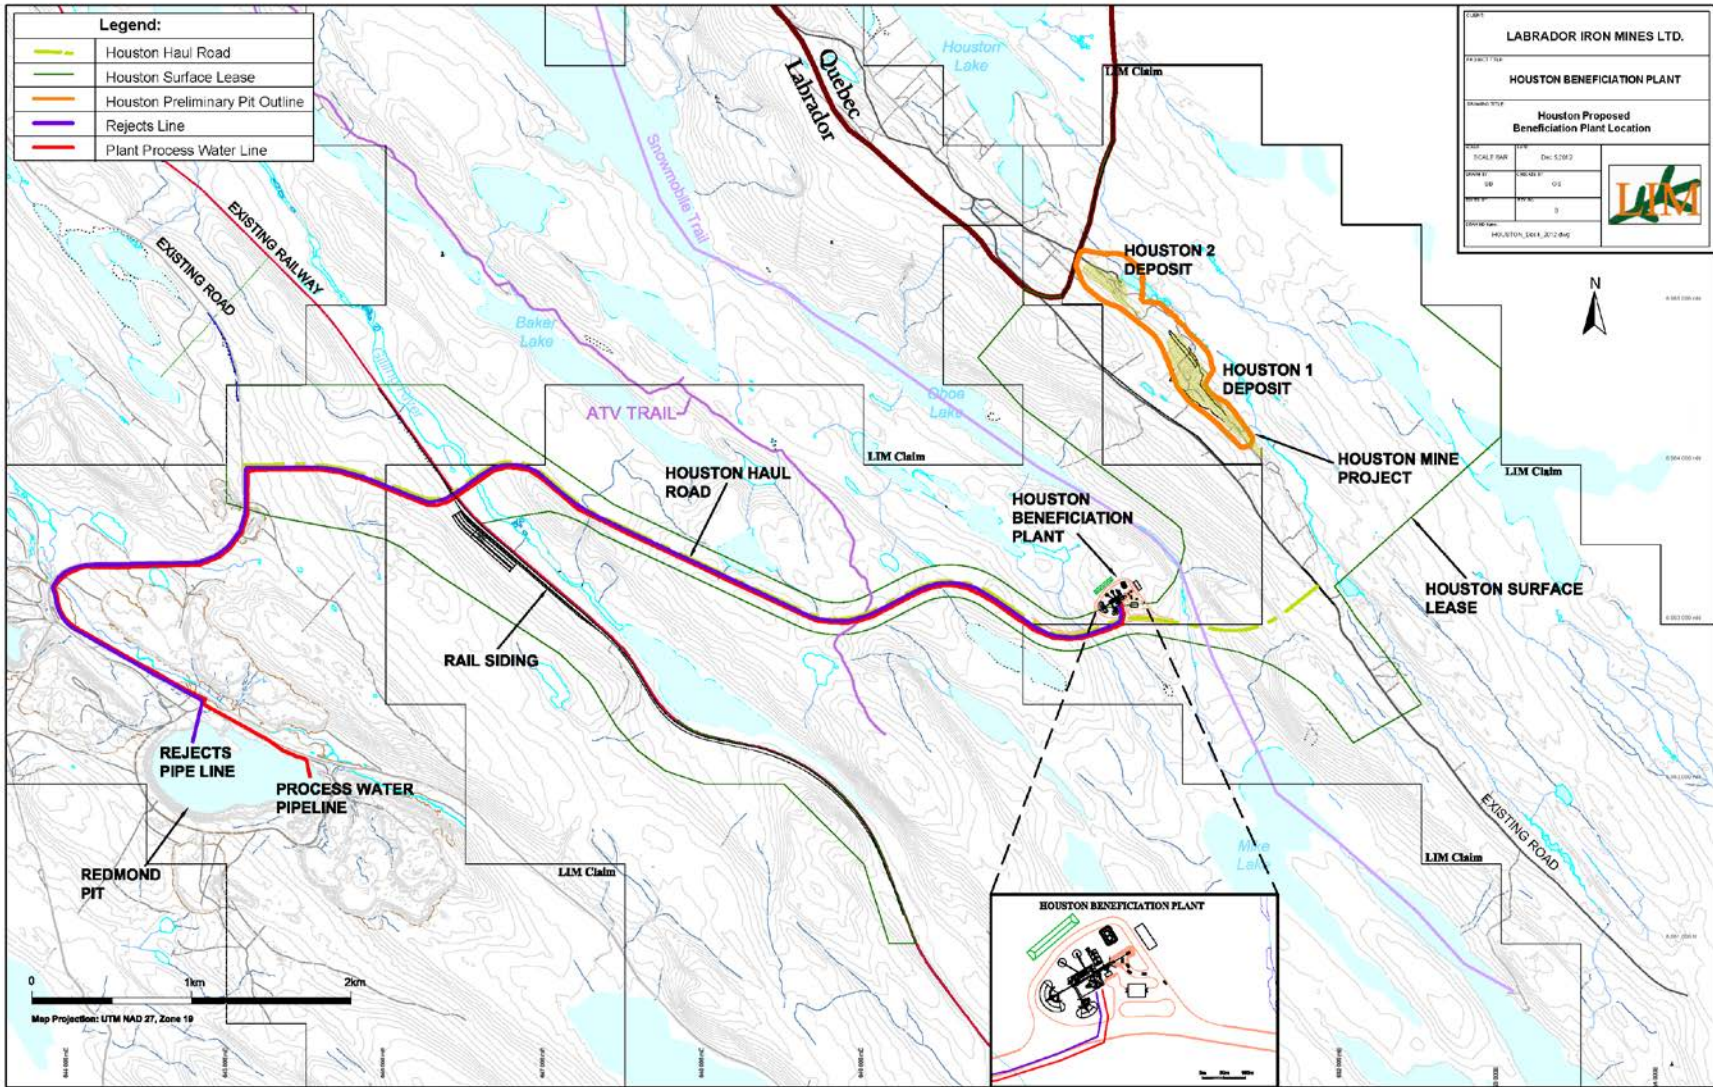 Legend:
Houston Haul Road
Houston Surface Lease
Houston Preliminary Pit Outline
Rejects Line
Plant Process Water Line
LABRADOR IRON MINES LTD.
HOUSTON BENEFICIATION PLANT
Houston Proposed
Beneficiation Plant Location
SCALE BAR
LIM
N
Quebec
Labrador
Houston
Lake
LIM Claim
Snowmobile Trail
EXISTING RAILWAY
EXISTING ROAD
HOUSTON 2
DEPOSIT
HOUSTON 1
DEPOSIT
Baker
Lake
ATV TRAIL
Lake
LIM Claim
HOUSTON MINE
PROJECT
LIM Claim
HOUSTON HAUL
ROAD
HOUSTON
BENEFICIATION
PLANT
HOUSTON SURFACE
LEASE
RAIL SIDING
REJECTS
PIPE LINE
PROCESS WATER
PIPELINE
REDMOND
PIT
LIM Claim
Mike
Lake
LIM Claim
EXISTING ROAD
HOUSTON BENEFICIATION PLANT
0
1km
2km
Map Projection: UTM NAD 27, Zone 19